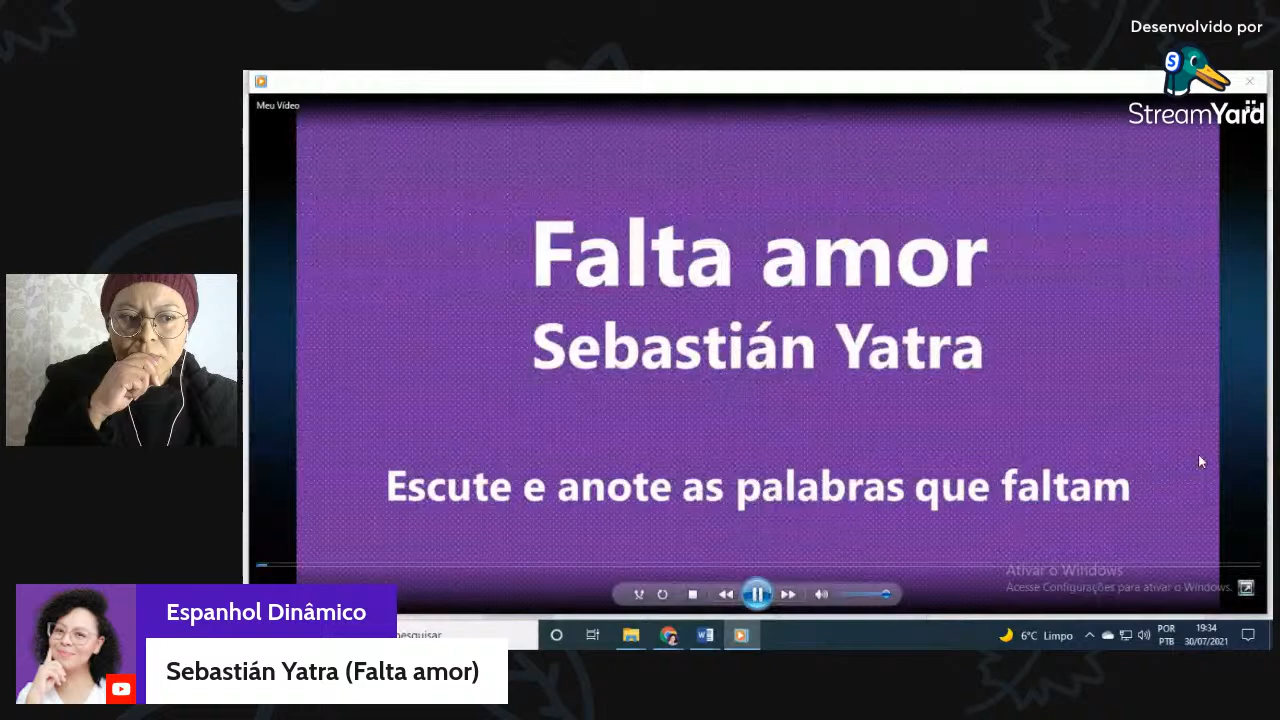 Desenvolvido por
StreamYard
Meu Vídeo
Falta amor
Sebastián Yatra
Escute e anote as palabras que faltam
Ativar o Windows
Acesse Configurações para ativar o Windows.
Espanhol Dinâmico
Sebastián Yatra (Falta amor)
6°C Limpo
POR
PTB
19:34
30/07/2021